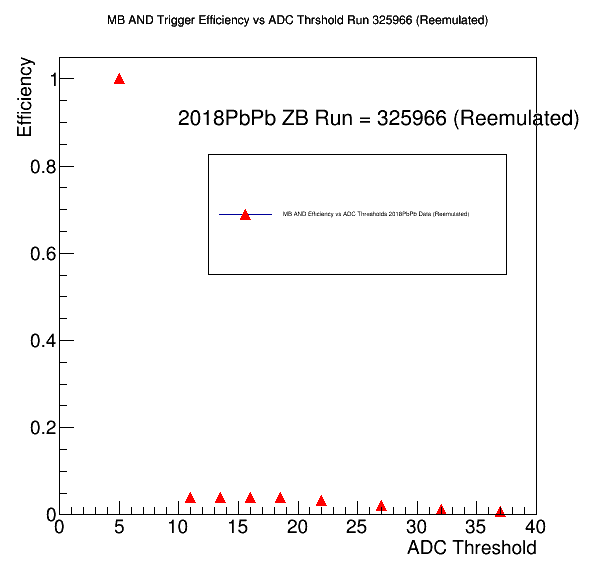 MB AND Trigger Efficiency vs ADC Thrshold Run 325966 (Reemulated)
Efficiency
1
2018PbPb ZB Run = 325966 (Reemulated)
0.8
MB AND Efficiency vs ADC Thresholds 2018PbPb Data (Reemulated)
0.6
0.4
0.2
0
0 5 10 15 20 25 30 35 40
ADC Threshold